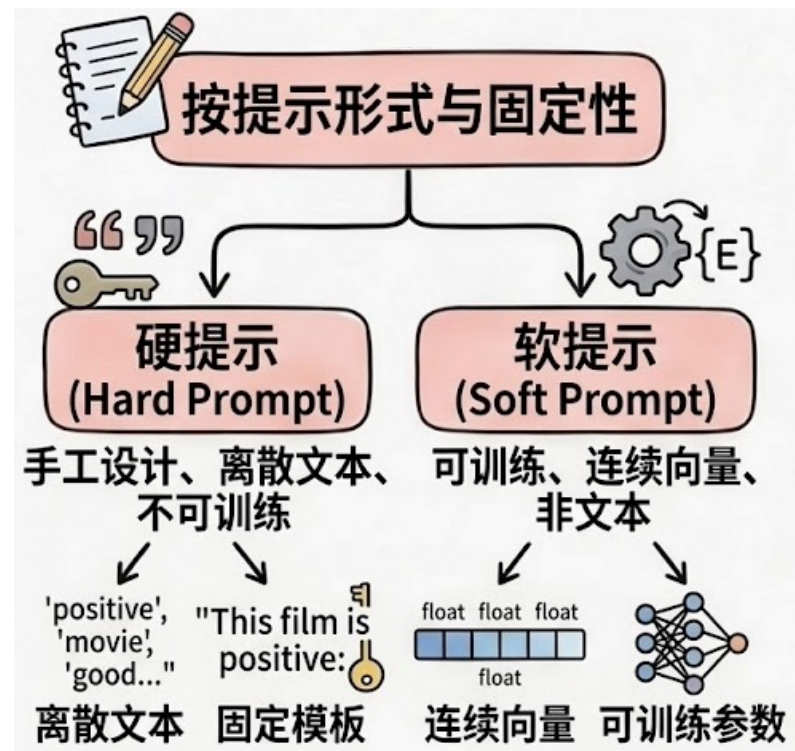 按提示形式与固定性
{E}
硬提示
(Hard Prompt)
手工设计、离散文本、
不可训练
'positive',
'movie',
'good..."
离散文本
"This film is
positive:
固定模板
软提示
(Soft Prompt)
可训练、连续向量、
非文本
float float float
float
连续向量
可训练参数